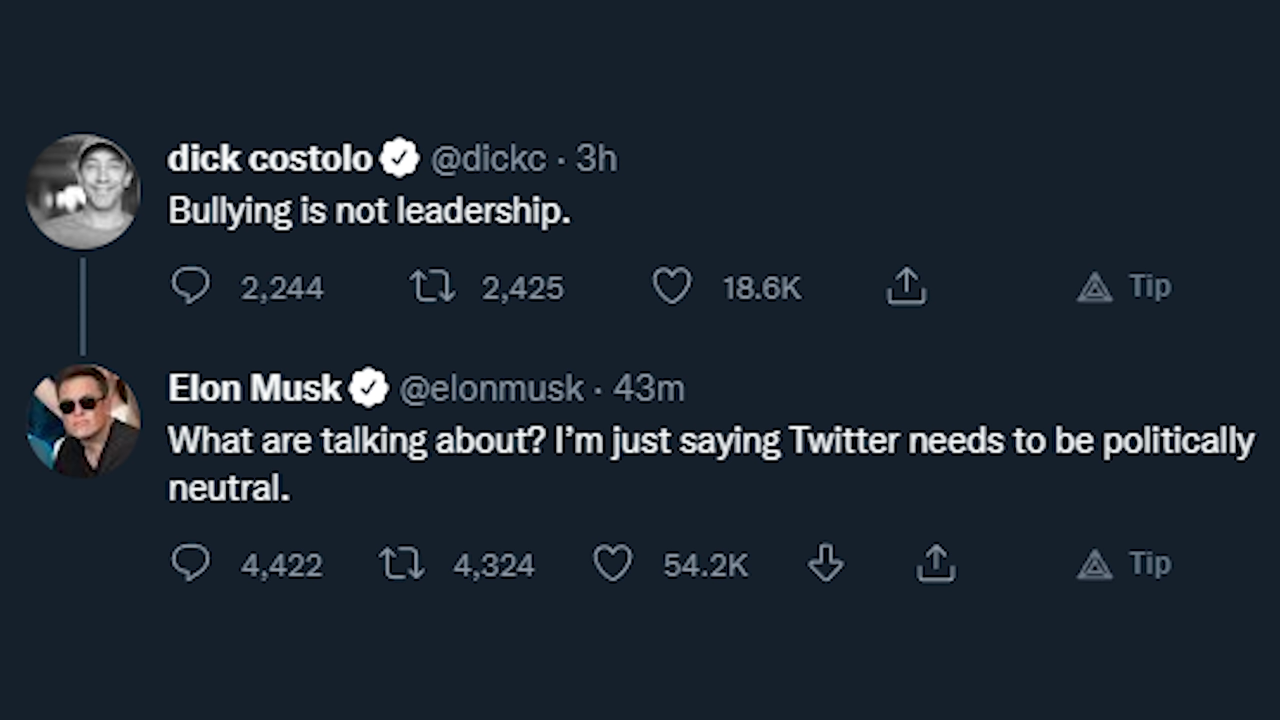 dick costolo @dickc · 3h
Bullying is not leadership.
2,244 2,425 18.6K Tip
Elon Musk @elonmusk · 43m
What are talking about? I’m just saying Twitter needs to be politically
neutral.
4,422 4,324 54.2K Tip